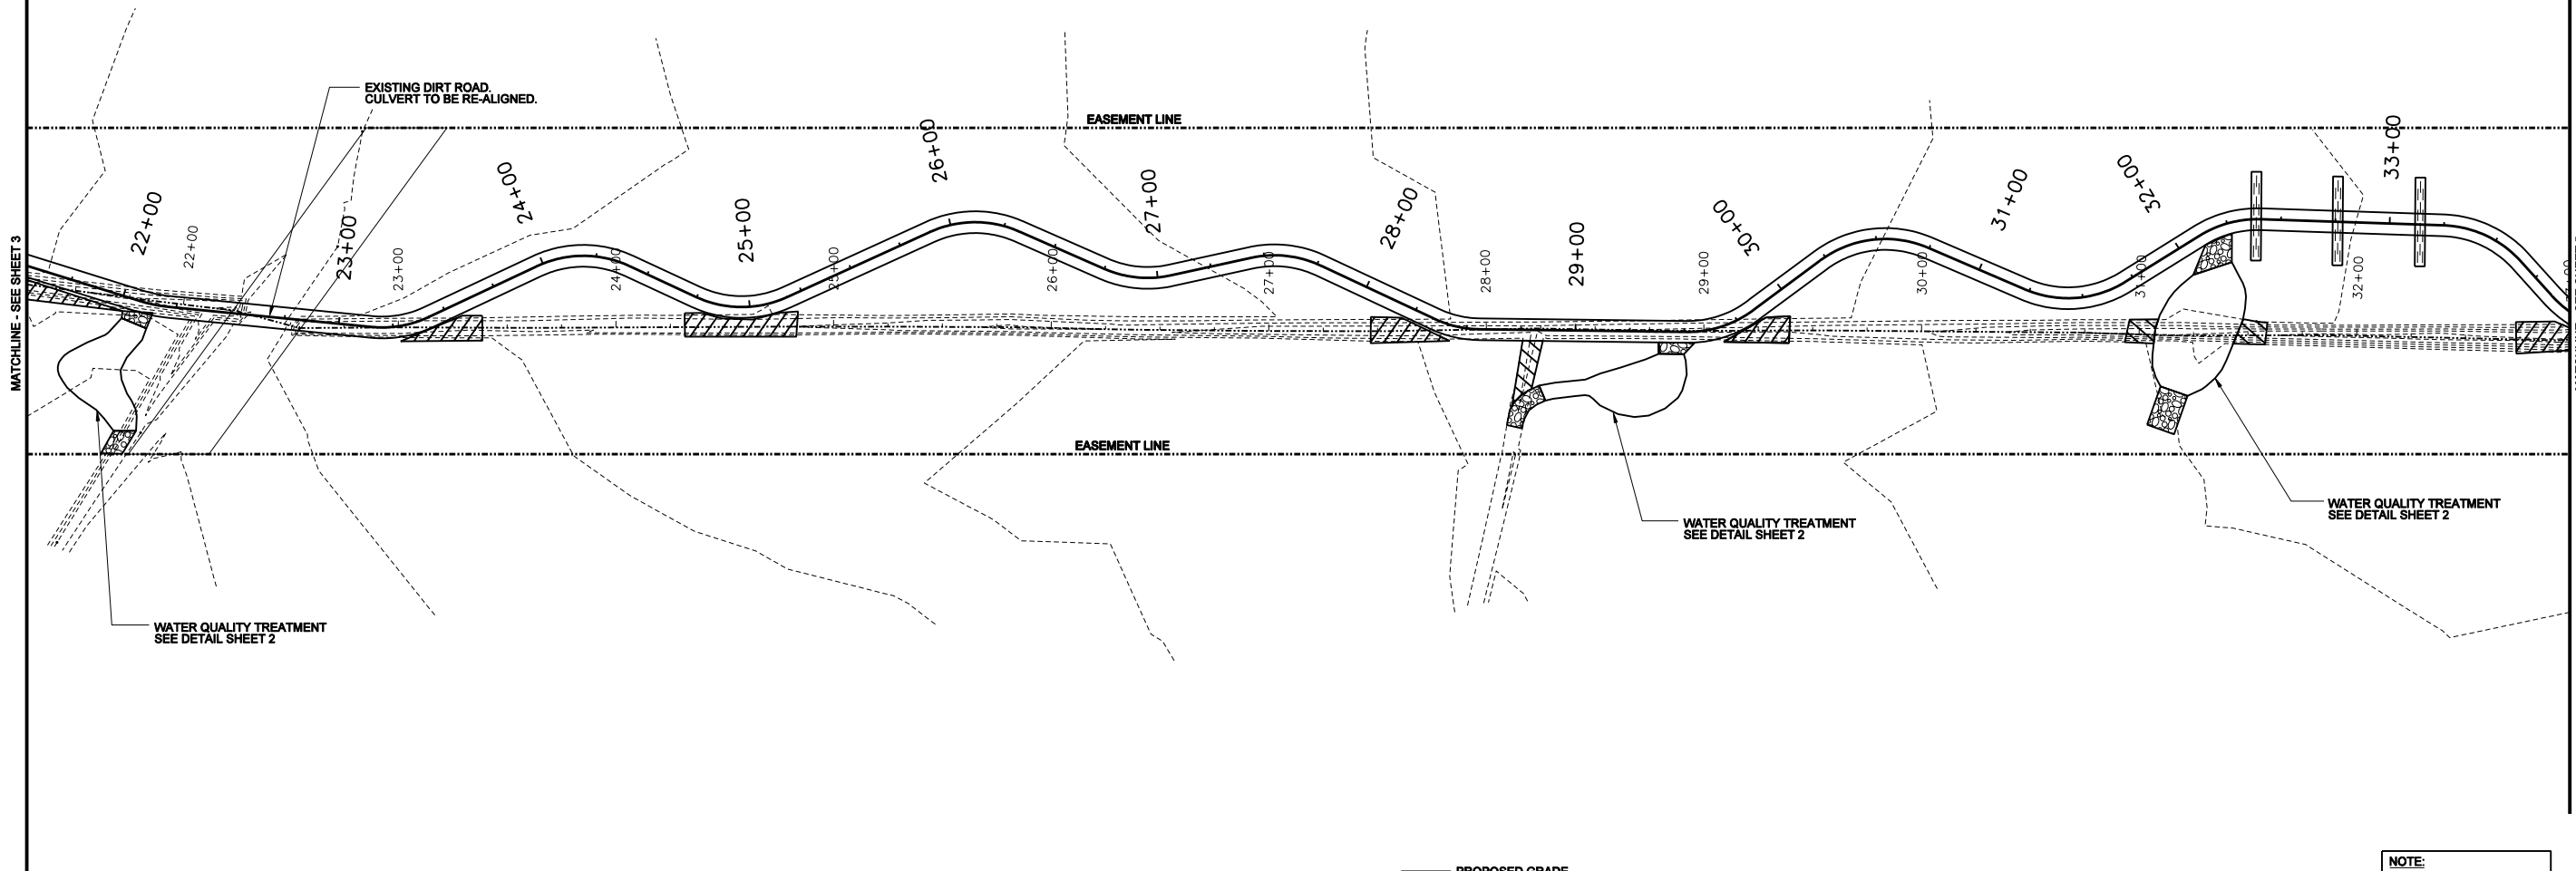 EXISTING DIRT ROAD.
CULVERT TO BE RE-ALIGNED.
EASEMENT LINE
MATCHLINE - SEE SHEET 3
22+00
23+00
24+00
25+00
26+00
27+00
28+00
29+00
30+00
31+00
32+00
33+00
22+00
23+00
24+00
25+00
26+00
27+00
28+00
29+00
30+00
31+00
32+00
EASEMENT LINE
WATER QUALITY TREATMENT
SEE DETAIL SHEET 2
WATER QUALITY TREATMENT
SEE DETAIL SHEET 2
WATER QUALITY TREATMENT
SEE DETAIL SHEET 2
PROPOSED GRADE
NOTE: